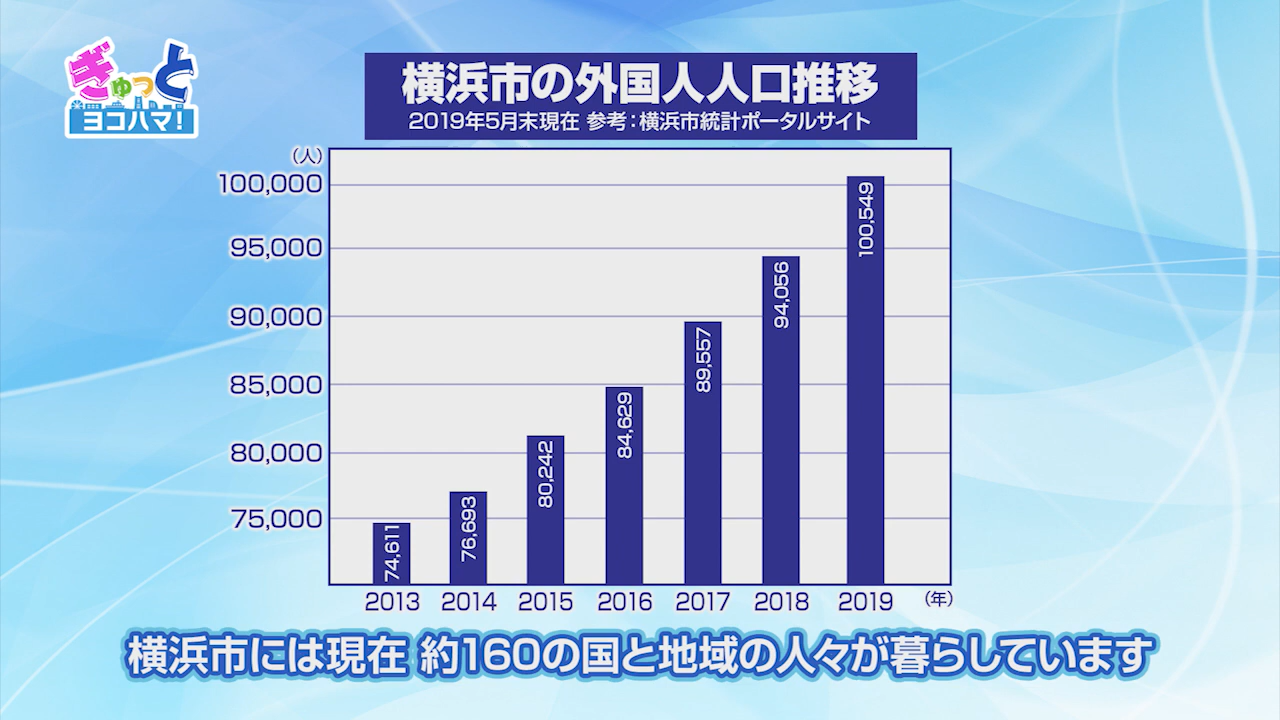 ぎゅっと
ヨコハマ!
横浜市の外国人人口推移
2019年5月末現在 参考:横浜市統計ポータルサイト
(人)
100,000
95,000
90,000
85,000
80,000
75,000
74,611
76,693
80,242
84,629
89,557
94,056
100,549
2013 2014 2015 2016 2017 2018 2019 (年)
横浜市には現在 約160の国と地域の人々が暮らしています